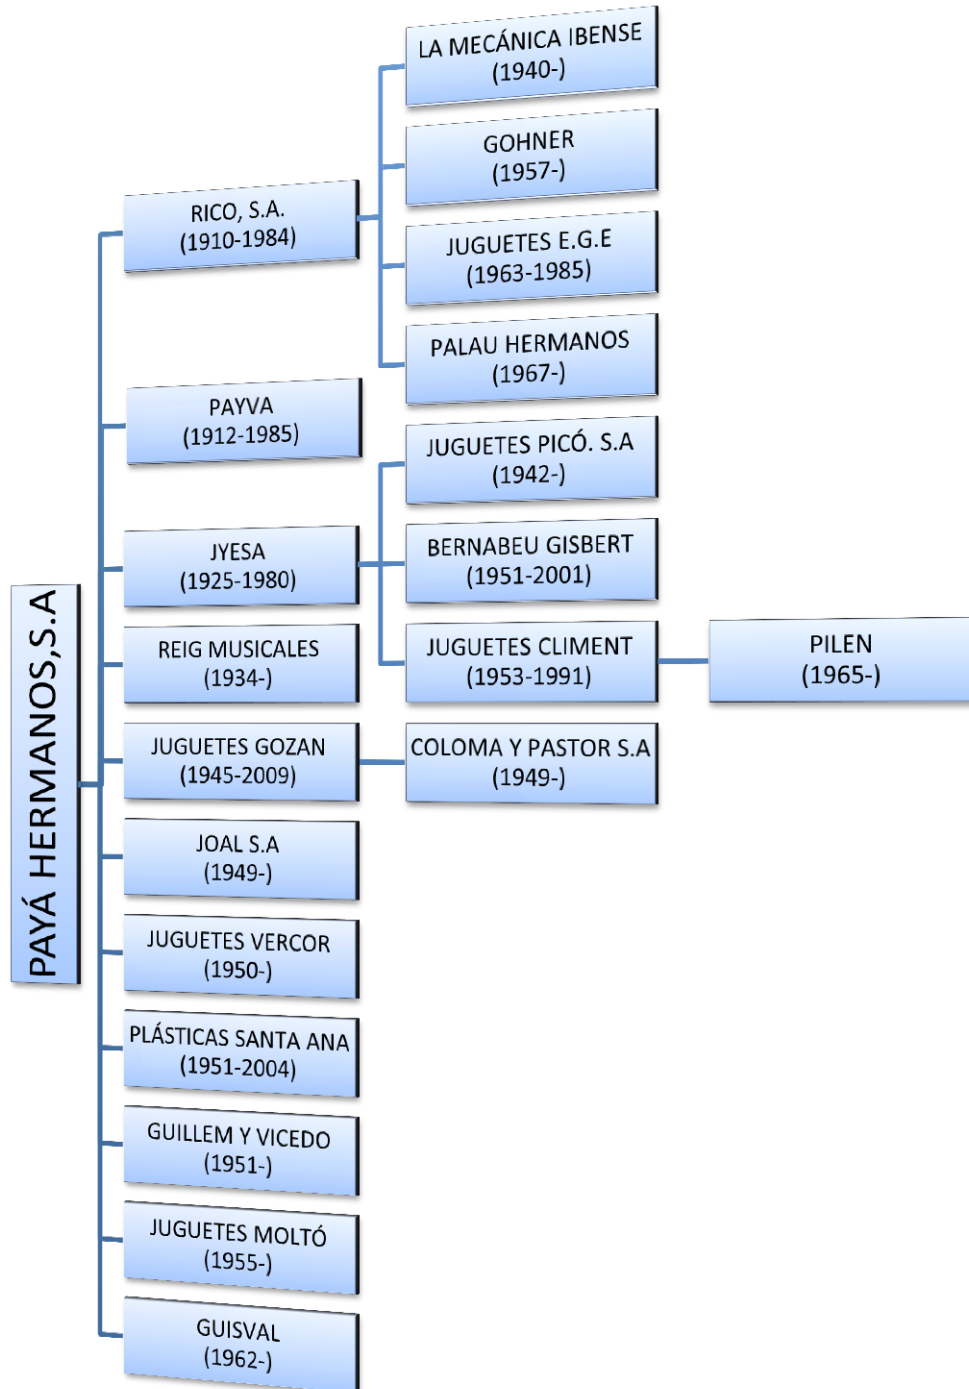 PAYÁ HERMANOS,S.A
RICO, S.A.
(1910-1984)
LA MECÁNICA IBENSE
(1940-)
GOHNER
(1957-)
JUGUETES E.G.E
(1963-1985)
PALAU HERMANOS
(1967-)
PAYVA
(1912-1985)
JYESA
(1925-1980)
JUGUETES PICÓ. S.A
(1942-)
BERNABEU GISBERT
(1951-2001)
JUGUETES CLIMENT
(1953-1991)
PILEN
(1965-)
REIG MUSICALES
(1934-)
JUGUETES GOZAN
(1945-2009)
COLOMA Y PASTOR S.A
(1949-)
JOAL S.A
(1949-)
JUGUETES VERCOR
(1950-)
PLÁSTICAS SANTA ANA
(1951-2004)
GUILLEM Y VICEDO
(1951-)
JUGUETES MOLTÓ
(1955-)
GUISVAL
(1962-)